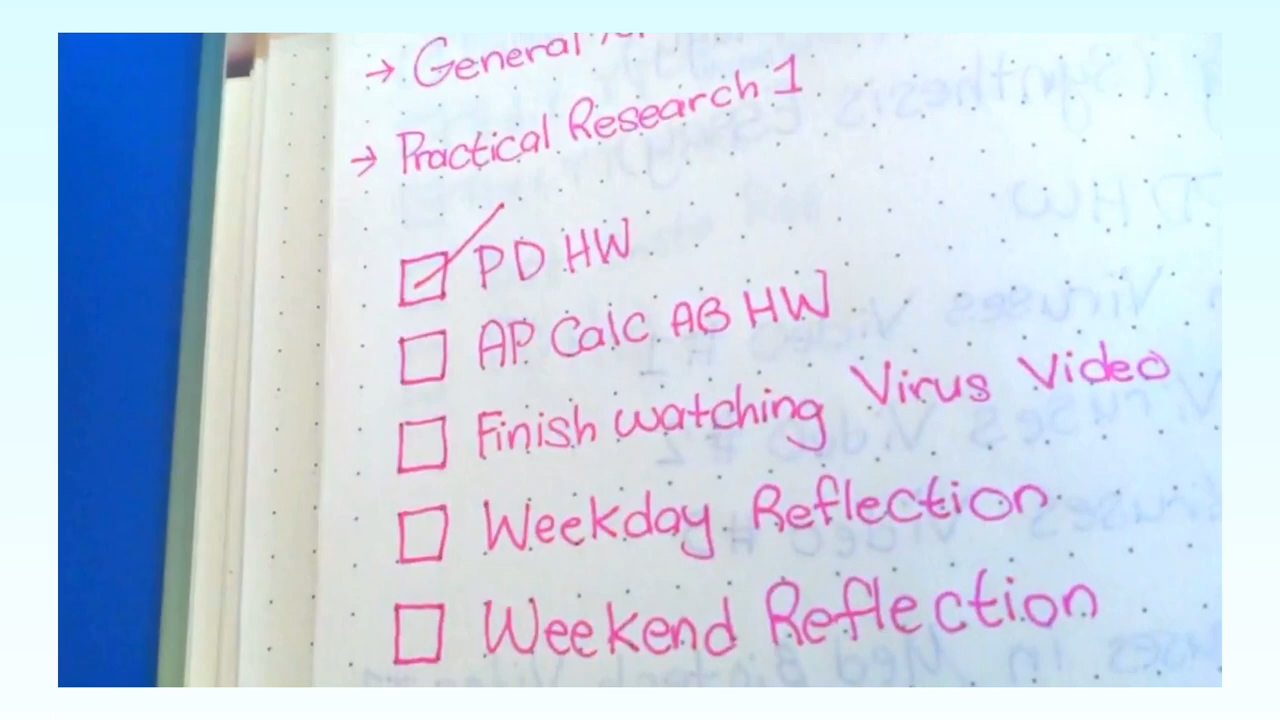 → General
→ Practical Research 1
PD HW
AP Calc AB HW
Finish watching Virus Video
Weekday Reflection
Weekend Reflection